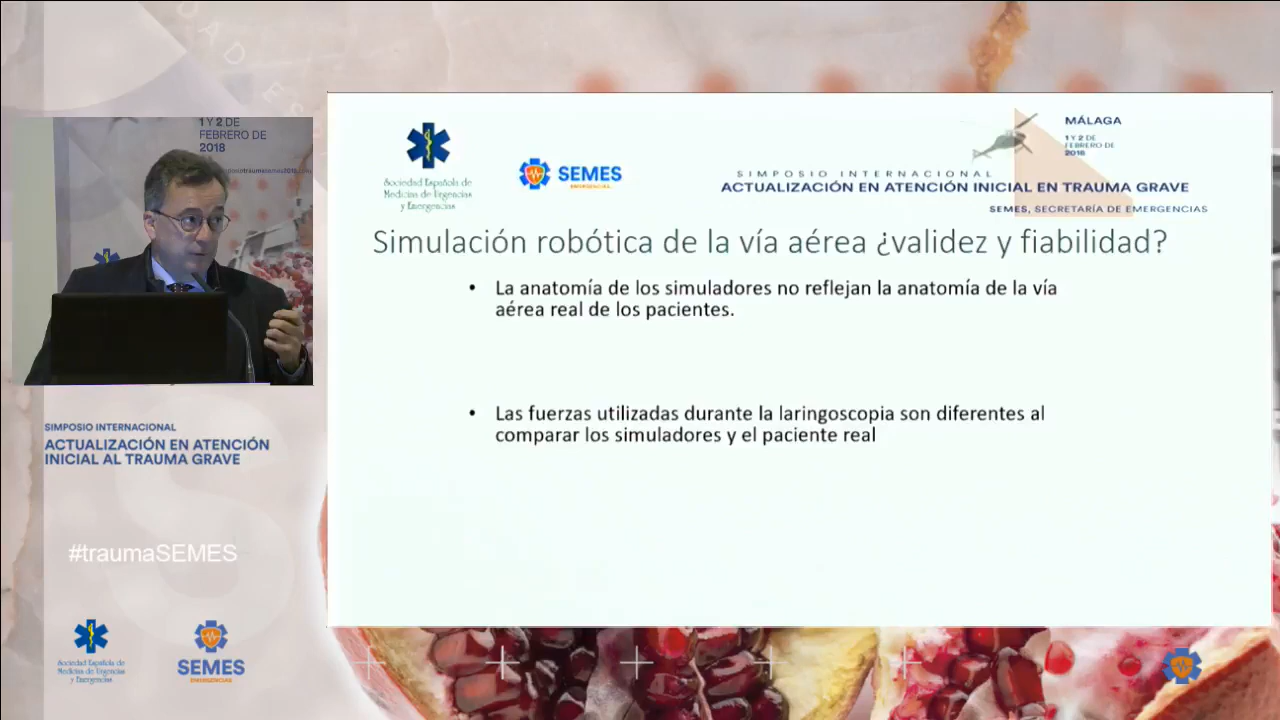 1 Y 2 DE
FEBRERO DE
2018
SIMPOSIO INTERNACIONAL
ACTUALIZACIÓN EN ATENCIÓN
INICIAL AL TRAUMA GRAVE
#traumaSEMES
Sociedad Española de
Medicina de Urgencias
y Emergencias
SEMES
EMERGENCIAS
Sociedad Española de
Medicina de Urgencias
y Emergencias
SEMES
EMERGENCIAS
MÁLAGA
1 Y 2 DE
FEBRERO DE
2018
SIMPOSIO INTERNACIONAL
ACTUALIZACIÓN EN ATENCIÓN INICIAL EN TRAUMA GRAVE
SEMES, SECRETARÍA DE EMERGENCIAS
Simulación robótica de la vía aérea ¿validez y fiabilidad?
• La anatomía de los simuladores no reflejan la anatomía de la vía
aérea real de los pacientes.
• Las fuerzas utilizadas durante la laringoscopia son diferentes al
comparar los simuladores y el paciente real